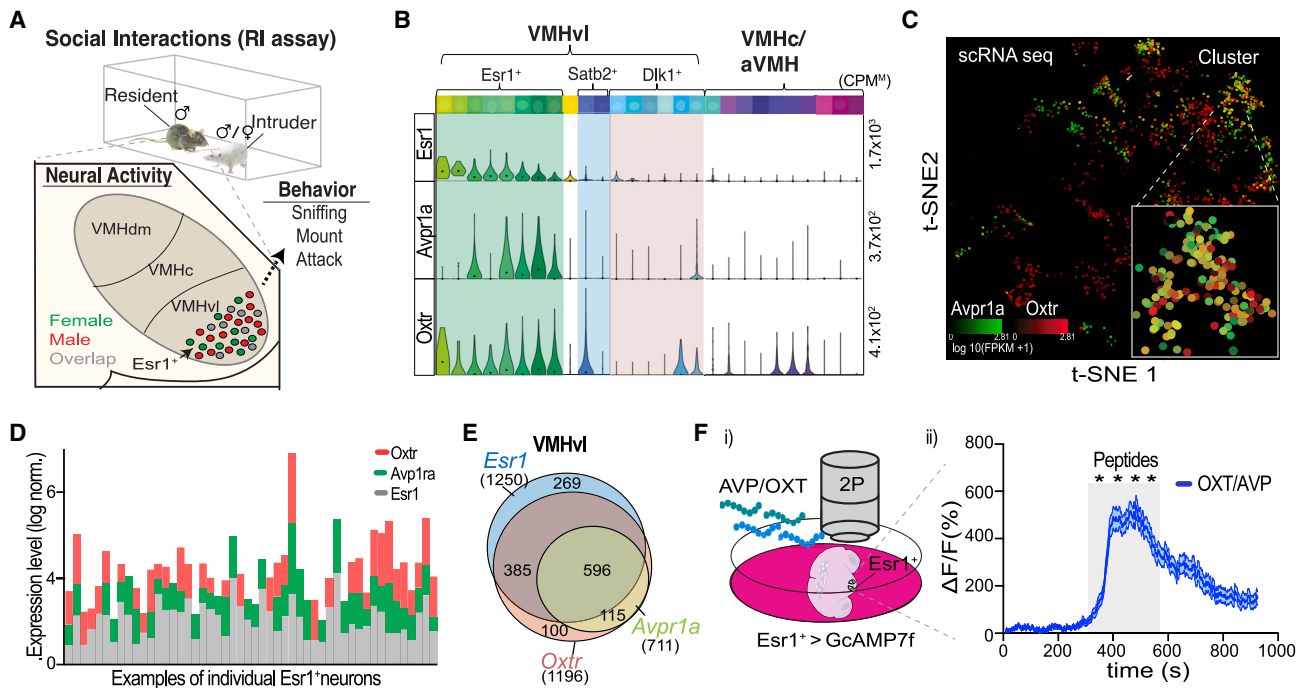 A
Social Interactions (RI assay)
Resident
♂
♂/♀
Intruder
Neural Activity
VMHdm
VMHc
VMHvl
Female
Male
Overlap
Esr1⁺
Behavior
Sniffing
Mount
Attack
B
VMHvl
VMHc/
aVMH
Esr1⁺
Satb2⁺
Dlk1⁺
(CPMᴹ)
Esr1
1.7x10³
Avpr1a
3.7x10²
Oxtr
4.1x10²
C
scRNA seq
Cluster
t-SNE2
Avpr1a
Oxtr
0
2.81
0
2.81
log 10(FPKM +1)
t-SNE 1
D
Oxtr
Avp1ra
Esr1
.Expression level (log norm.)
6
4
0
Examples of individual Esr1⁺neurons
E
VMHvl
Esr1
(1250)
269
385
596
115
100
Avpr1a
(711)
Oxtr
(1196)
F
i)
AVP/OXT
2P
Esr1⁺
Esr1⁺ > GcAMP7f
ii)
Peptides
* * * *
OXT/AVP
ΔF/F(%)
800
600
400
200
0
0
200
400
600
800
1000
time (s)